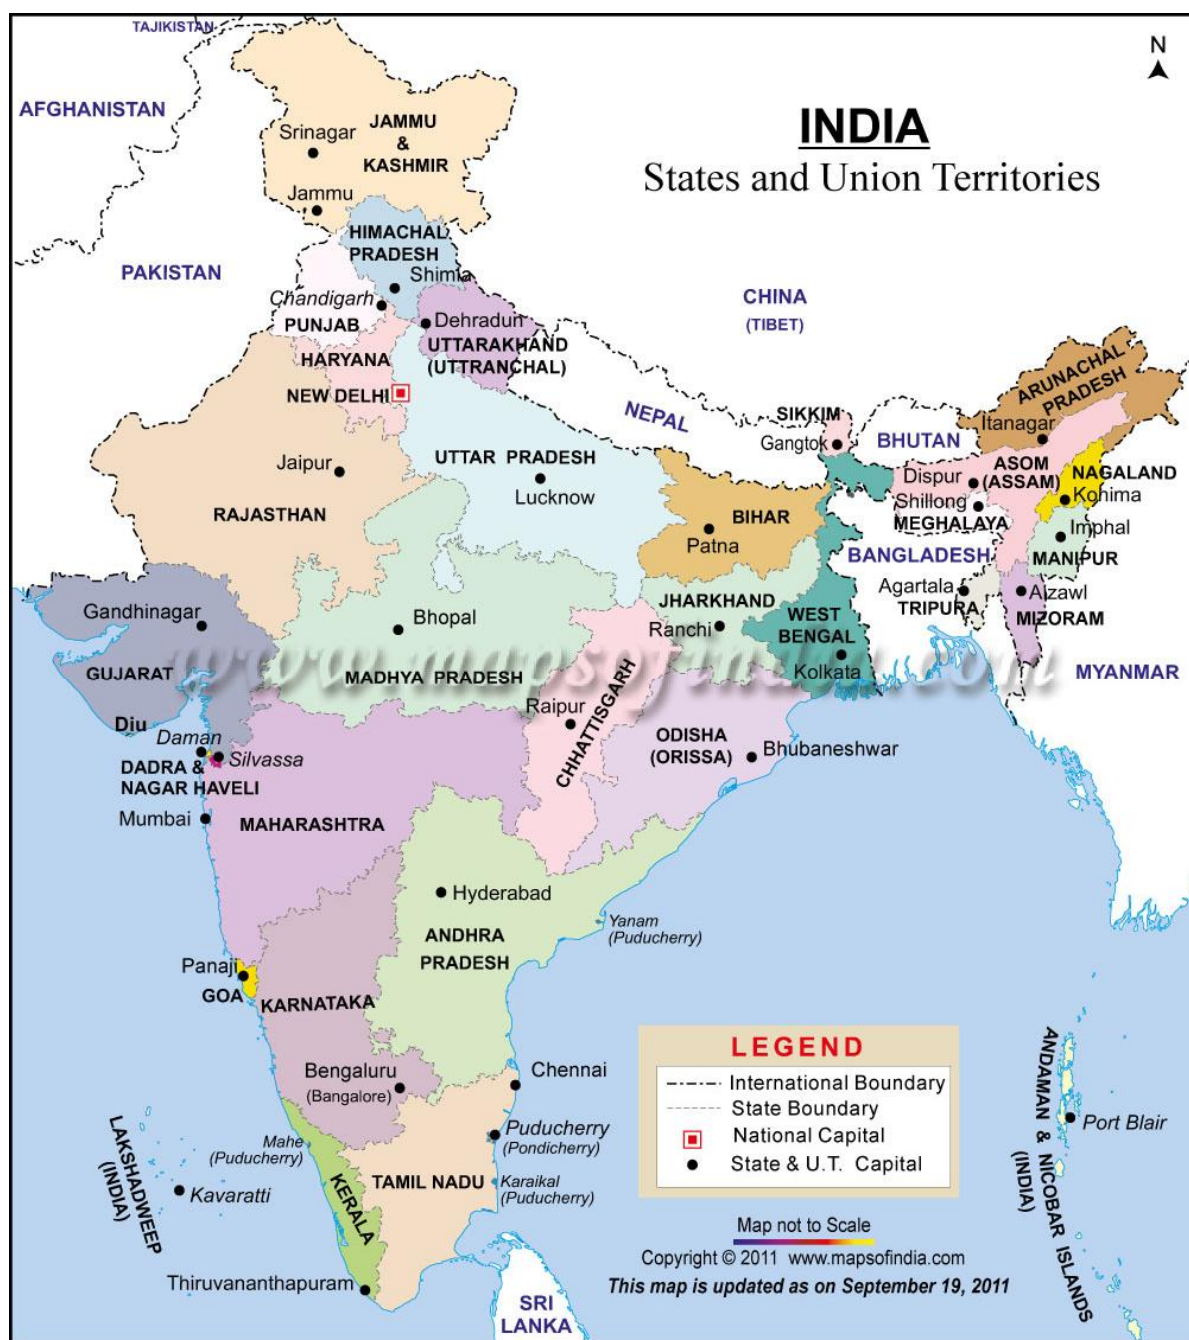 TAJIKISTAN
AFGHANISTAN
N
INDIA
States and Union Territories
Srinagar
JAMMU
&
KASHMIR
Jammu
HIMACHAL
PRADESH
PAKISTAN
Shimla
Chandigarh
PUNJAB
CHINA
(TIBET)
Dehradun
UTTARAKHAND
(UTTRANCHAL)
HARYANA
NEW DELHI
NEPAL
SIKKIM
Gangtok
BHUTAN
ARUNACHAL
PRADESH
Itanagar
Jaipur
RAJASTHAN
UTTAR PRADESH
Lucknow
BIHAR
Patna
Dispur
ASOM
(ASSAM)
NAGALAND
Kohima
Shillong
MEGHALAYA
Imphal
MANIPUR
BANGLADESH
Agartala
TRIPURA
Aizawl
MIZORAM
Gandhinagar
GUJARAT
Bhopal
MADHYA PRADESH
JHARKHAND
Ranchi
WEST
BENGAL
Kolkata
MYANMAR
www.mapsofindia.com
Diu
Daman
Silvassa
DADRA &
NAGAR HAVELI
Mumbai
MAHARASHTRA
Raipur
CHHATTISGARH
ODISHA
(ORISSA)
Bhubaneshwar
Hyderabad
ANDHRA
PRADESH
Yanam
(Puducherry)
Panaji
GOA
KARNATAKA
Bengaluru
(Bangalore)
Chennai
Puducherry
(Pondicherry)
Mahe
(Puducherry)
Karaikal
(Puducherry)
TAMIL NADU
KERALA
LAKSHADWEEP
(INDIA)
Kavaratti
Thiruvananthapuram
SRI
LANKA
LEGEND
International Boundary
State Boundary
National Capital
State & U.T. Capital
Map not to Scale
Copyright © 2011 www.mapsofindia.com
This map is updated as on September 19, 2011
ANDAMAN & NICOBAR ISLANDS
(INDIA)
Port Blair